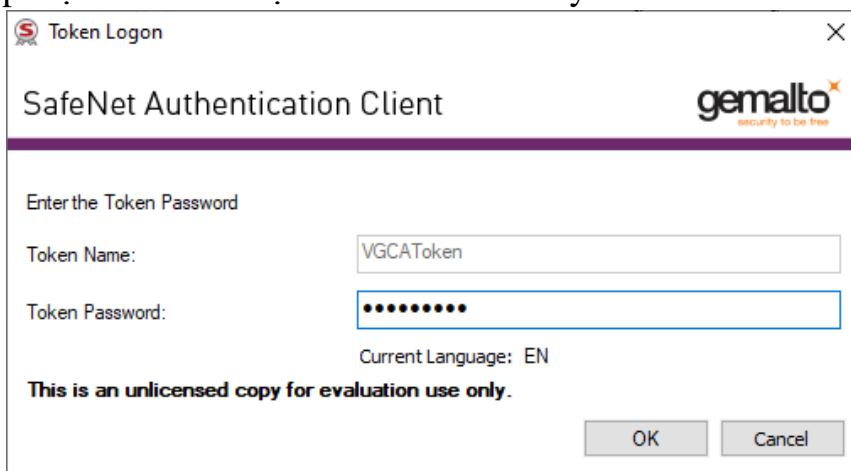 Token Logon
SafeNet Authentication Client
gemalto
security to be free
Enter the Token Password
Token Name: VGCAToken
Token Password: •••••••••
Current Language: EN
This is an unlicensed copy for evaluation use only.
OK Cancel